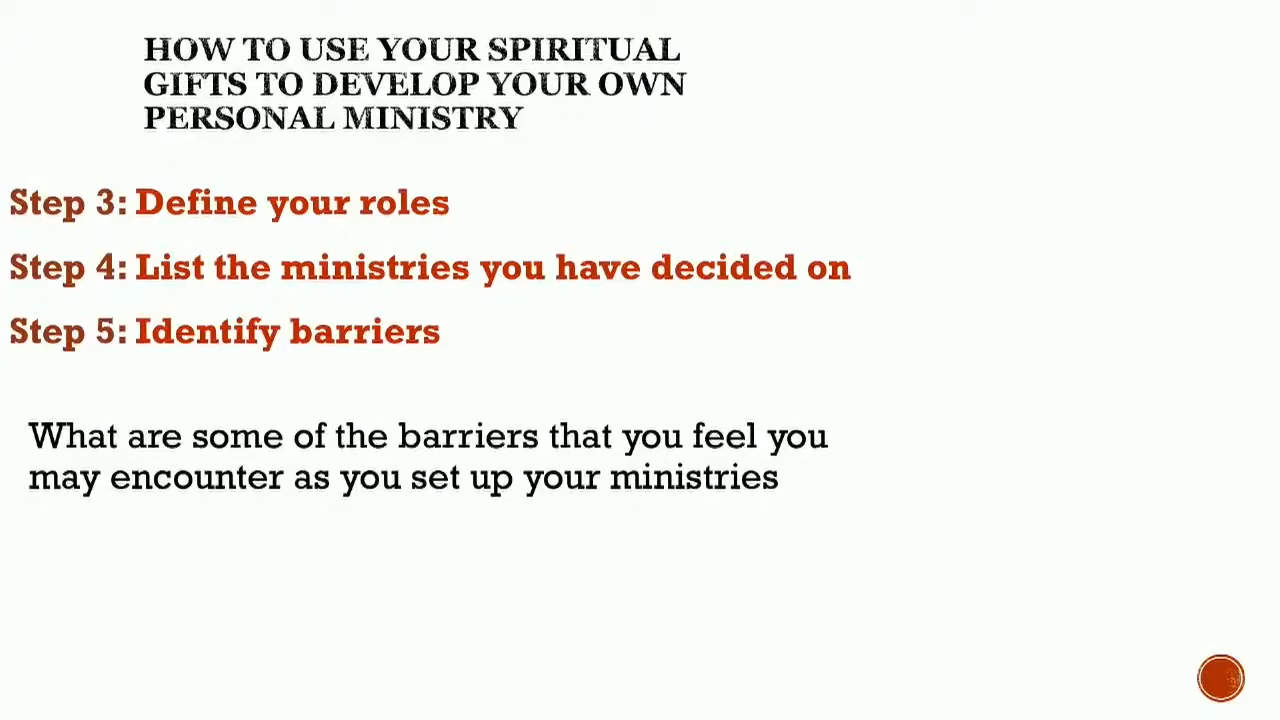 HOW TO USE YOUR SPIRITUAL
GIFTS TO DEVELOP YOUR OWN
PERSONAL MINISTRY
Step 3: Define your roles
Step 4: List the ministries you have decided on
Step 5: Identify barriers
What are some of the barriers that you feel you
may encounter as you set up your ministries